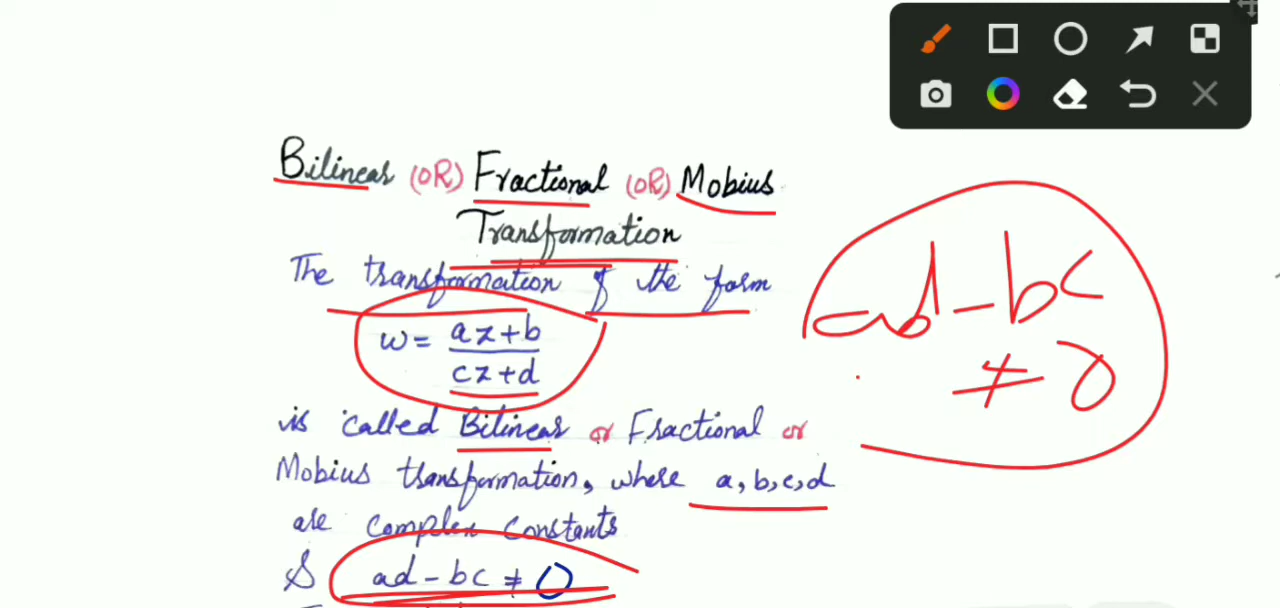 Bilinear (OR) Fractional (OR) Mobius
Transformation
The transformation of the form
w = az+b
cz+d
is called Bilinear or Fractional or
Mobius transformation, where a, b, c, d
are complex constants
& ad - bc ≠ 0
ad - bc
≠ 0